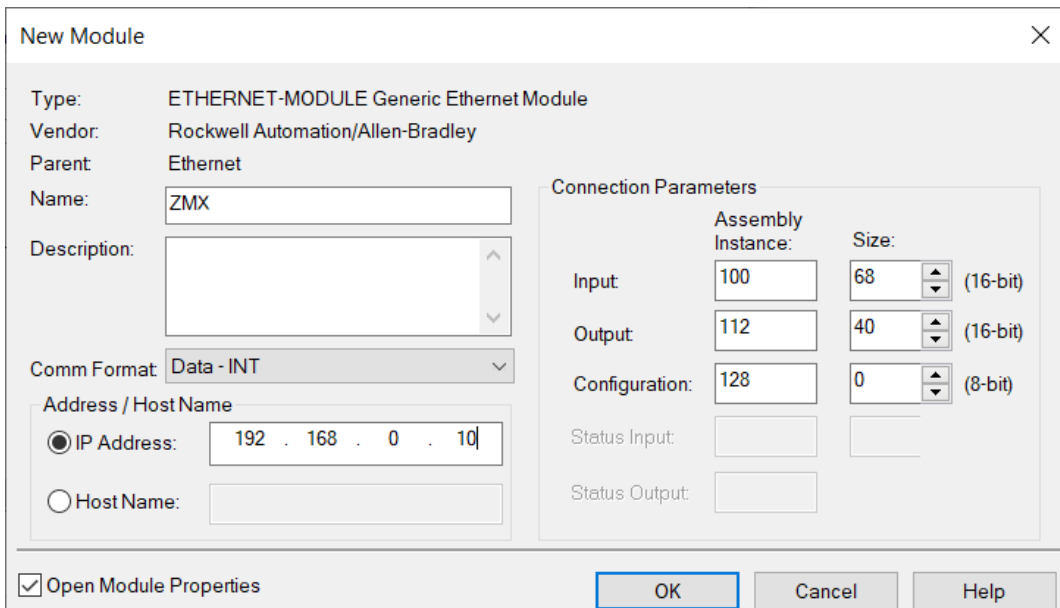 New Module
Type: ETHERNET-MODULE Generic Ethernet Module
Vendor: Rockwell Automation/Allen-Bradley
Parent: Ethernet
Name: ZMX
Description:
Comm Format: Data - INT
Address / Host Name
IP Address: 192 . 168 . 0 . 10
Host Name:
Connection Parameters
Assembly
Instance: Size:
Input: 100 68 (16-bit)
Output: 112 40 (16-bit)
Configuration: 128 0 (8-bit)
Status Input:
Status Output:
Open Module Properties
OK Cancel Help